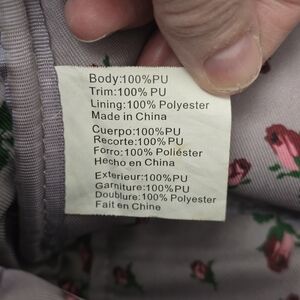 Body:100%PU
Trim:100%PU
Lining:100% Polyester
Made in China
Cuerpo:100%PU
Recorte:100%PU
Forro:100% Poliéster
Hecho en China
Exterieur:100%PU
Garniture:100%PU
Doublure:100% Polyester
Fait en Chine